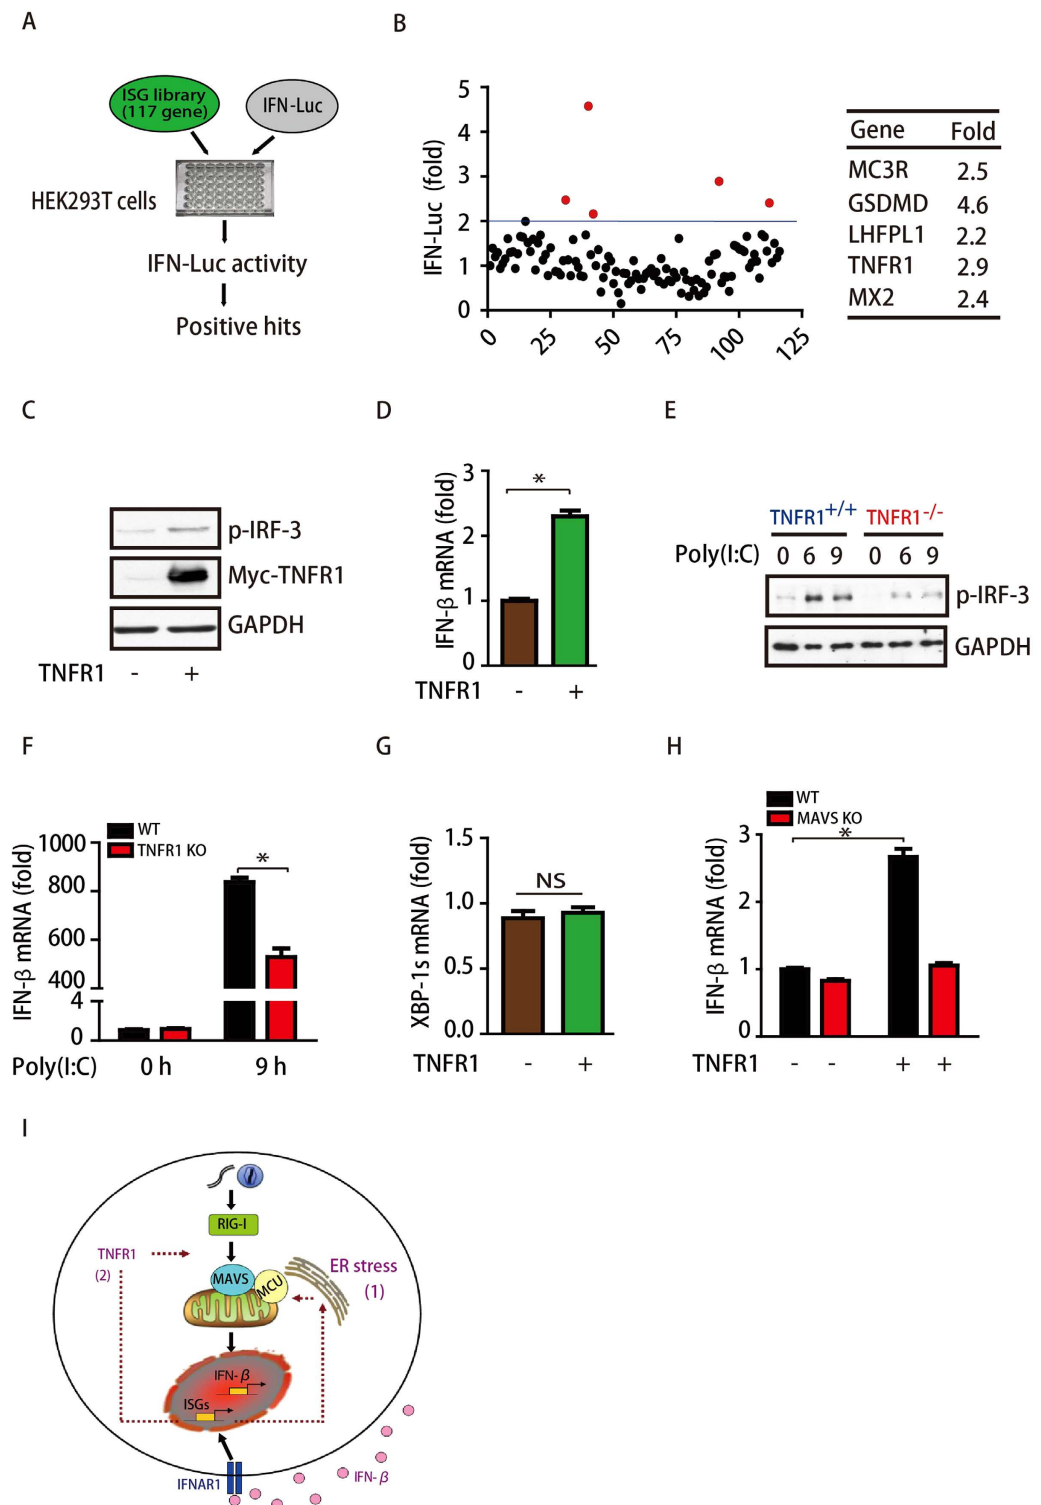 A
ISG library
(117 gene)
IFN-Luc
HEK293T cells
IFN-Luc activity
Positive hits
B
IFN-Luc (fold)
5
4
3
2
1
0
0 25 50 75 100 125
Gene Fold
MC3R 2.5
GSDMD 4.6
LHFPL1 2.2
TNFR1 2.9
MX2 2.4
C
p-IRF-3
Myc-TNFR1
GAPDH
TNFR1 - +
D
IFN-β mRNA (fold)
3
2
1
0
*
TNFR1 - +
E
TNFR1+/+ TNFR1-/-
Poly(I:C) 0 6 9 0 6 9
p-IRF-3
GAPDH
F
WT
TNFR1 KO
IFN-β mRNA (fold)
1000
800
600
400
4
0
*
Poly(I:C) 0 h 9 h
G
XBP-1s mRNA (fold)
1.5
1.0
0.5
0.0
NS
TNFR1 - +
H
WT
MAVS KO
IFN-β mRNA (fold)
3
2
1
0
*
TNFR1 - - + +
I
RIG-I
TNFR1
(2)
MAVS
MCU
ER stress
(1)
IFN-β
ISGs
IFNAR1
IFN-β